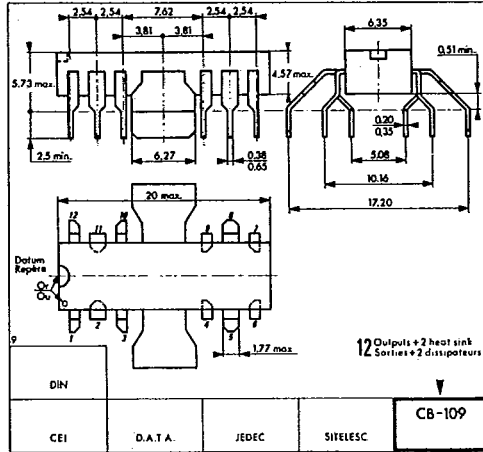 2,54 2,54 7,62 2,54 2,54
3,81 3,81
6,35
0,51 min.
5,73 max.
4,57 max.
2,5 min.
6,27
0,38
0,65
0,20
0,35
5,08
10,16
17,20
20 max.
12 11 10 9 8 7
Datum
Repère
Or
Ou
1 2 3 4 5 6
1,77 max
9
12 Outputs + 2 heat sink
Sorties + 2 dissipateurs
DIN
CB-109
CEI D.A.T.A. JEDEC SITELESC